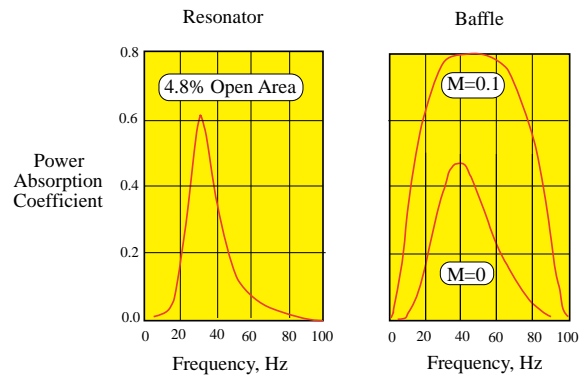 Resonator
Baffle
Power
Absorption
Coefficient
0.8
0.6
0.4
0.2
0.0
4.8% Open Area
0 20 40 60 80 100
Frequency, Hz
M=0.1
M=0
0 20 40 60 80 100
Frequency, Hz